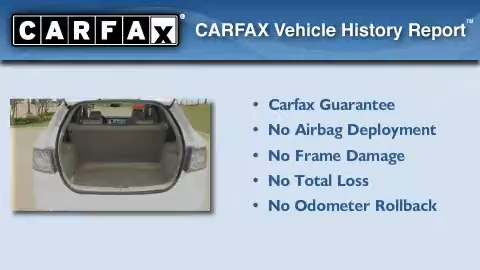 CARFAX® CARFAX Vehicle History Report™
• Carfax Guarantee
• No Airbag Deployment
• No Frame Damage
• No Total Loss
• No Odometer Rollback